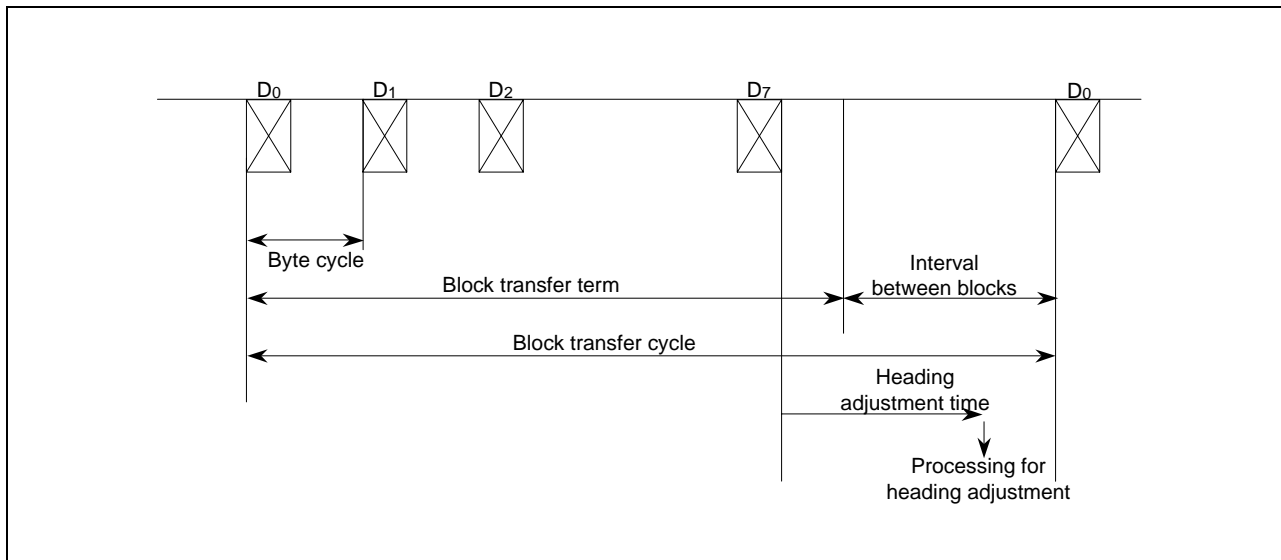 D0 D1 D2 D7 D0
Byte cycle
Block transfer term
Interval
between blocks
Block transfer cycle
Heading
adjustment time
Processing for
heading adjustment